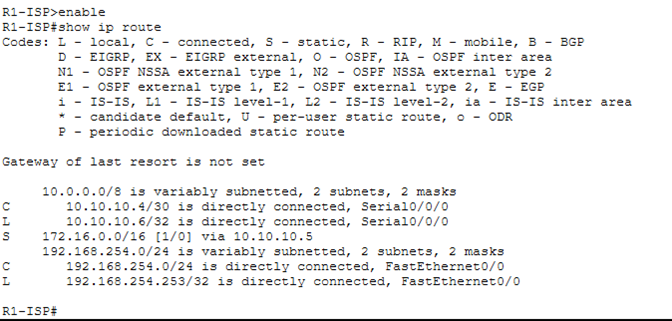 R1-ISP>enable
R1-ISP#show ip route
Codes: L - local, C - connected, S - static, R - RIP, M - mobile, B - BGP
D - EIGRP, EX - EIGRP external, O - OSPF, IA - OSPF inter area
N1 - OSPF NSSA external type 1, N2 - OSPF NSSA external type 2
E1 - OSPF external type 1, E2 - OSPF external type 2, E - EGP
i - IS-IS, L1 - IS-IS level-1, L2 - IS-IS level-2, ia - IS-IS inter area
* - candidate default, U - per-user static route, o - ODR
P - periodic downloaded static route
Gateway of last resort is not set
10.0.0.0/8 is variably subnetted, 2 subnets, 2 masks
C 10.10.10.4/30 is directly connected, Serial0/0/0
L 10.10.10.6/32 is directly connected, Serial0/0/0
S 172.16.0.0/16 [1/0] via 10.10.10.5
192.168.254.0/24 is variably subnetted, 2 subnets, 2 masks
C 192.168.254.0/24 is directly connected, FastEthernet0/0
L 192.168.254.253/32 is directly connected, FastEthernet0/0
R1-ISP#